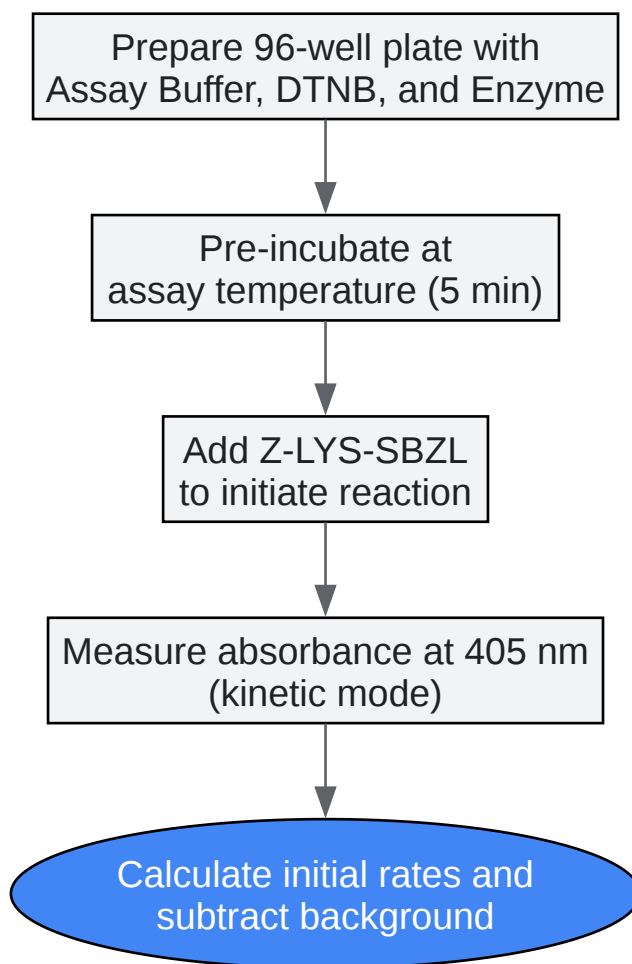 Prepare 96-well plate with
Assay Buffer, DTNB, and Enzyme
Pre-incubate at
assay temperature (5 min)
Add Z-LYS-SBZL
to initiate reaction
Measure absorbance at 405 nm
(kinetic mode)
Calculate initial rates and
subtract background